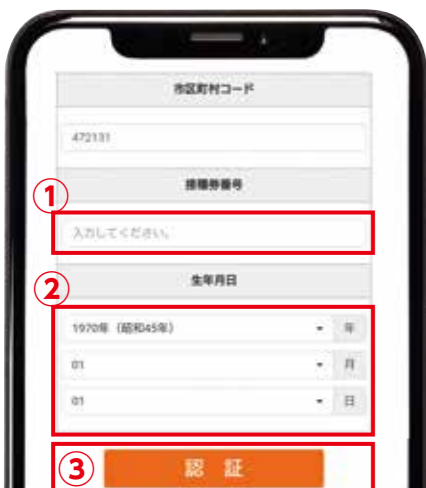 市区町村コード
472131
接種券番号
①
入力してください。
生年月日
②
1970年（昭和45年） 年
01 月
01 日
③
認 証